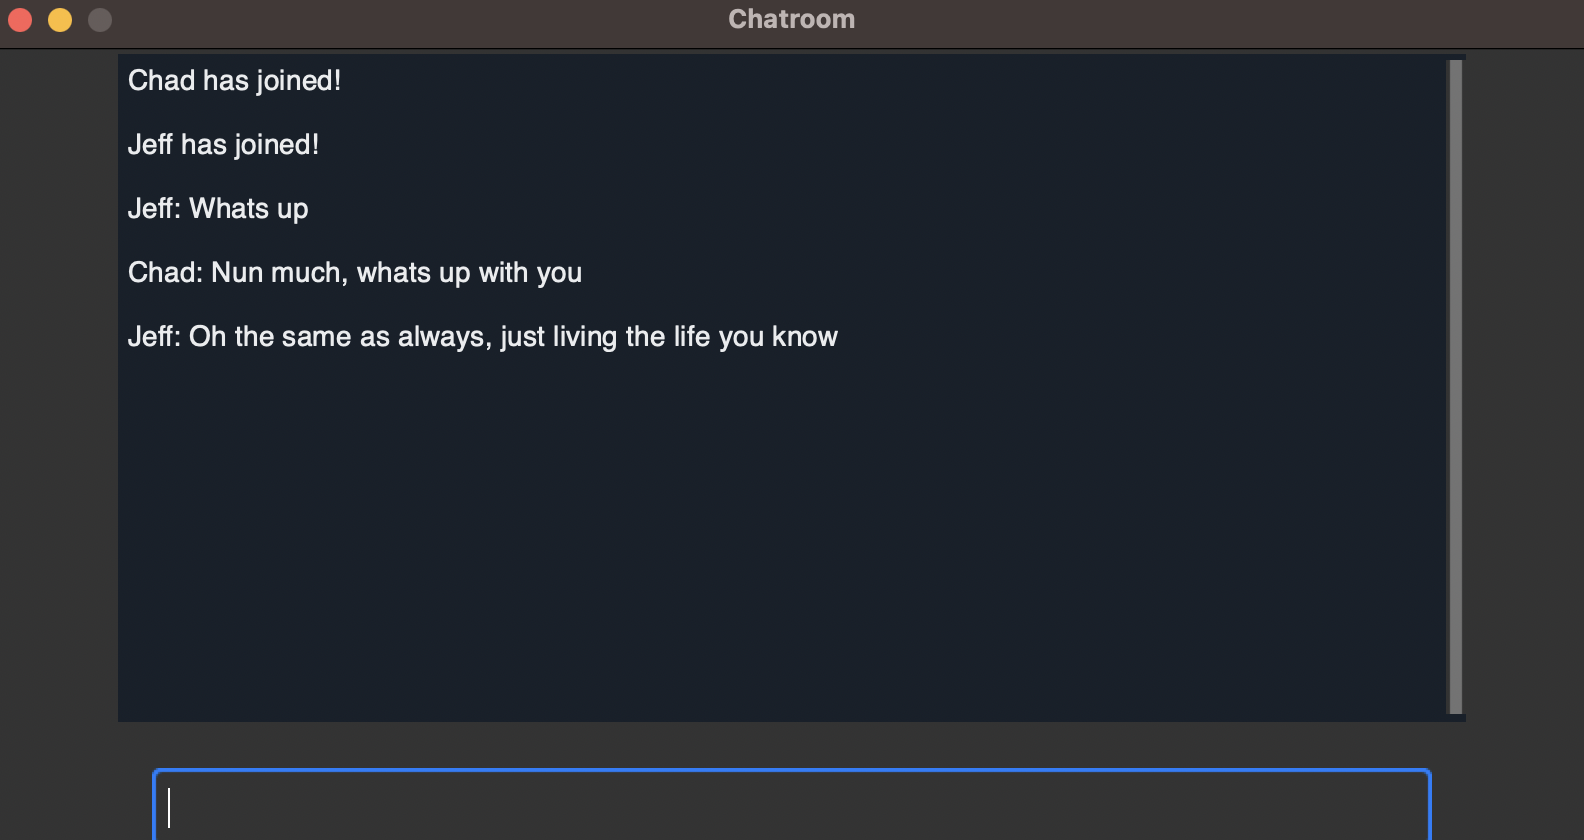 Chatroom
Chad has joined!
Jeff has joined!
Jeff: Whats up
Chad: Nun much, whats up with you
Jeff: Oh the same as always, just living the life you know